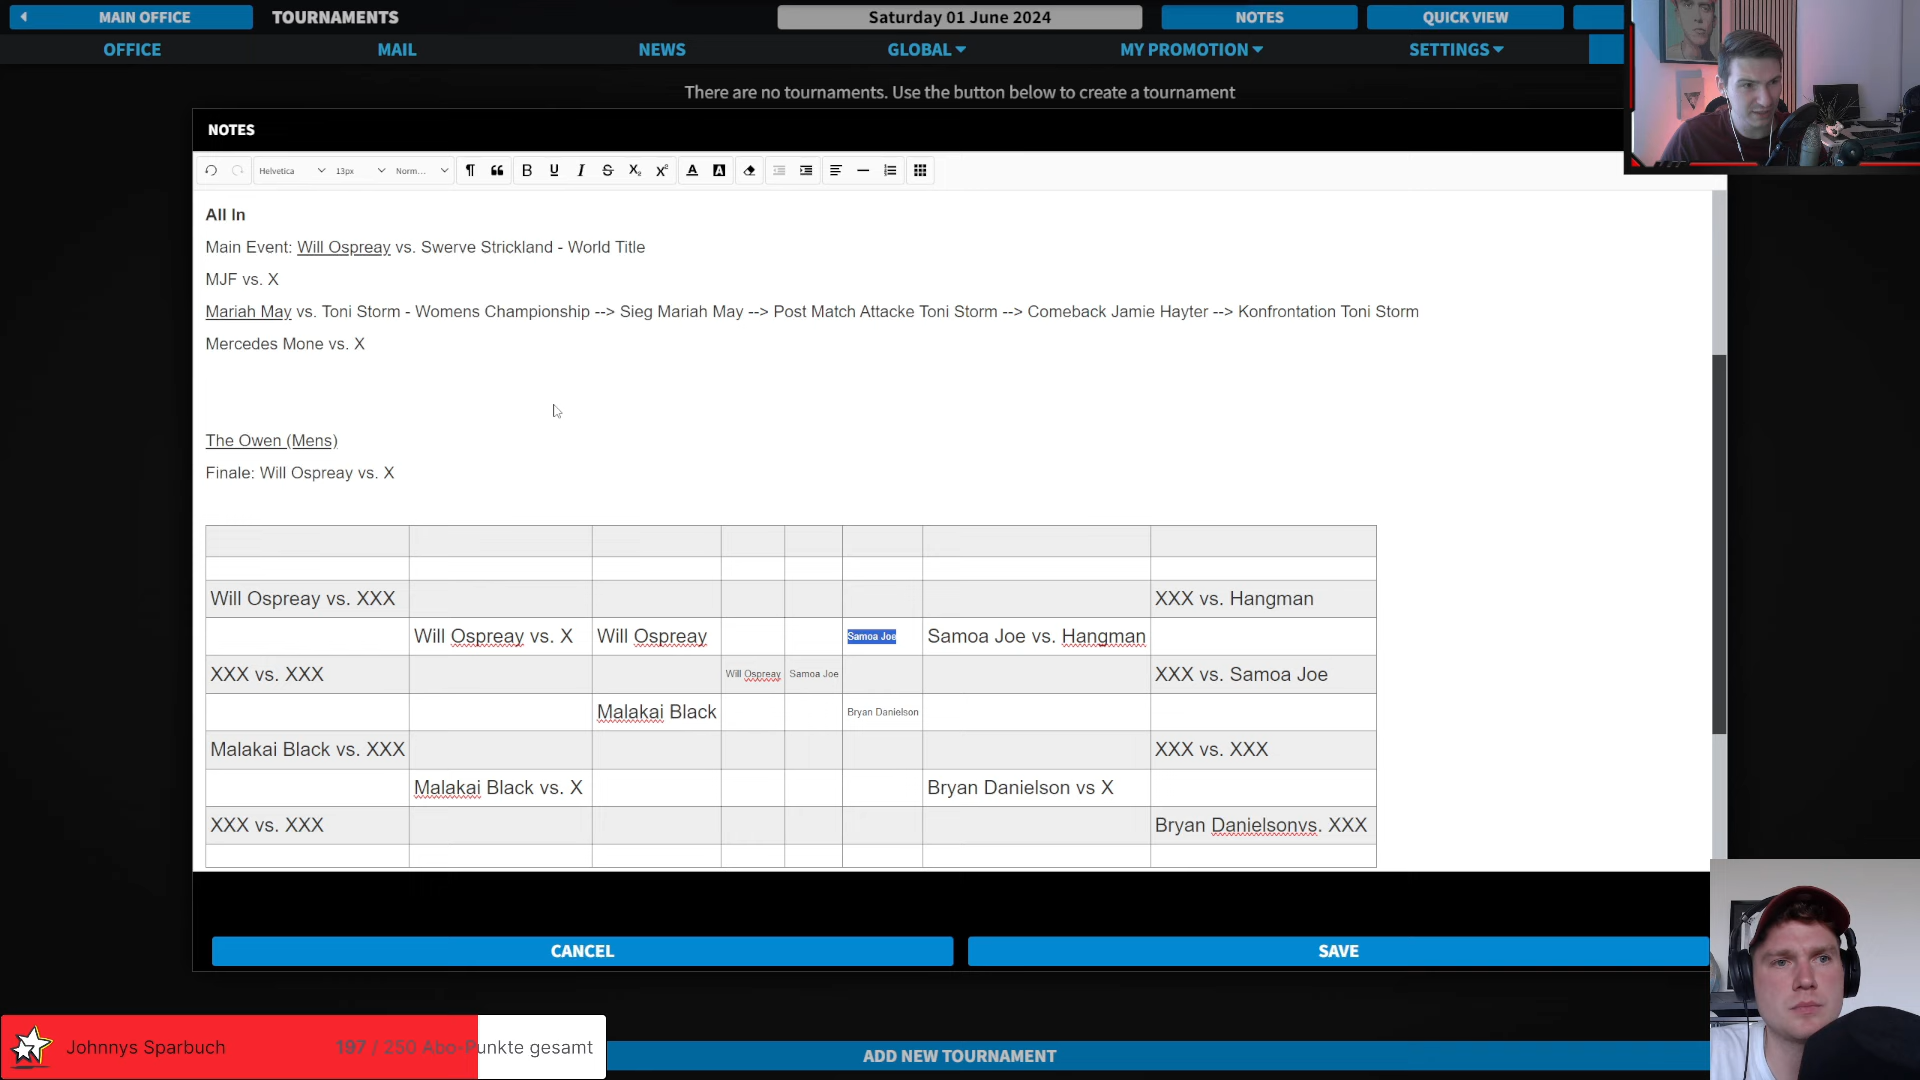 MAIN OFFICE
TOURNAMENTS
Saturday 01 June 2024
NOTES
QUICK VIEW
OFFICE
MAIL
NEWS
GLOBAL
MY PROMOTION
SETTINGS
There are no tournaments. Use the button below to create a tournament
NOTES
Helvetica
13px
Norm...
All In
Main Event: Will Ospreay vs. Swerve Strickland - World Title
MJF vs. X
Mariah May vs. Toni Storm - Womens Championship --> Sieg Mariah May --> Post Match Attacke Toni Storm --> Comeback Jamie Hayter --> Konfrontation Toni Storm
Mercedes Mone vs. X
The Owen (Mens)
Finale: Will Ospreay vs. X
Will Ospreay vs. XXX
XXX vs. Hangman
Will Ospreay vs. X
Will Ospreay
Samoa Joe
Samoa Joe vs. Hangman
XXX vs. XXX
Will Ospreay
Samoa Joe
XXX vs. Samoa Joe
Malakai Black
Bryan Danielson
Malakai Black vs. XXX
XXX vs. XXX
Malakai Black vs. X
Bryan Danielson vs X
XXX vs. XXX
Bryan Danielsonvs. XXX
CANCEL
SAVE
Johnnys Sparbuch
197 / 250 Abo-Punkte gesamt
ADD NEW TOURNAMENT